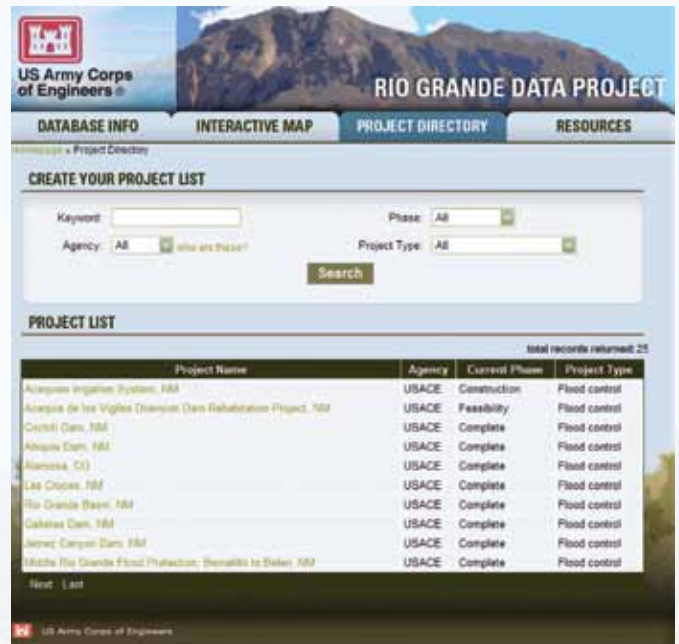 US Army Corps
of Engineers ®
RIO GRANDE DATA PROJECT
DATABASE INFO INTERACTIVE MAP PROJECT DIRECTORY RESOURCES
Homepage » Project Directory
CREATE YOUR PROJECT LIST
Keyword: Phase: All
Agency: All Who are these? Project Type: All
Search
PROJECT LIST
total records returned: 25
Project Name Agency Current Phase Project Type
Acequias Irrigation System, NM USACE Construction Flood control
Acequia de los Vigiles Diversion Dam Rehabilitation Project, NM USACE Feasibility Flood control
Cochiti Dam, NM USACE Complete Flood control
Abiquiu Dam, NM USACE Complete Flood control
Alamosa, CO USACE Complete Flood control
Las Cruces, NM USACE Complete Flood control
Rio Grande Basin, NM USACE Complete Flood control
Galisteo Dam, NM USACE Complete Flood control
Jemez Canyon Dam, NM USACE Complete Flood control
Middle Rio Grande Flood Protection, Bernalillo to Belen, NM USACE Complete Flood control
Next Last
US Army Corps of Engineers